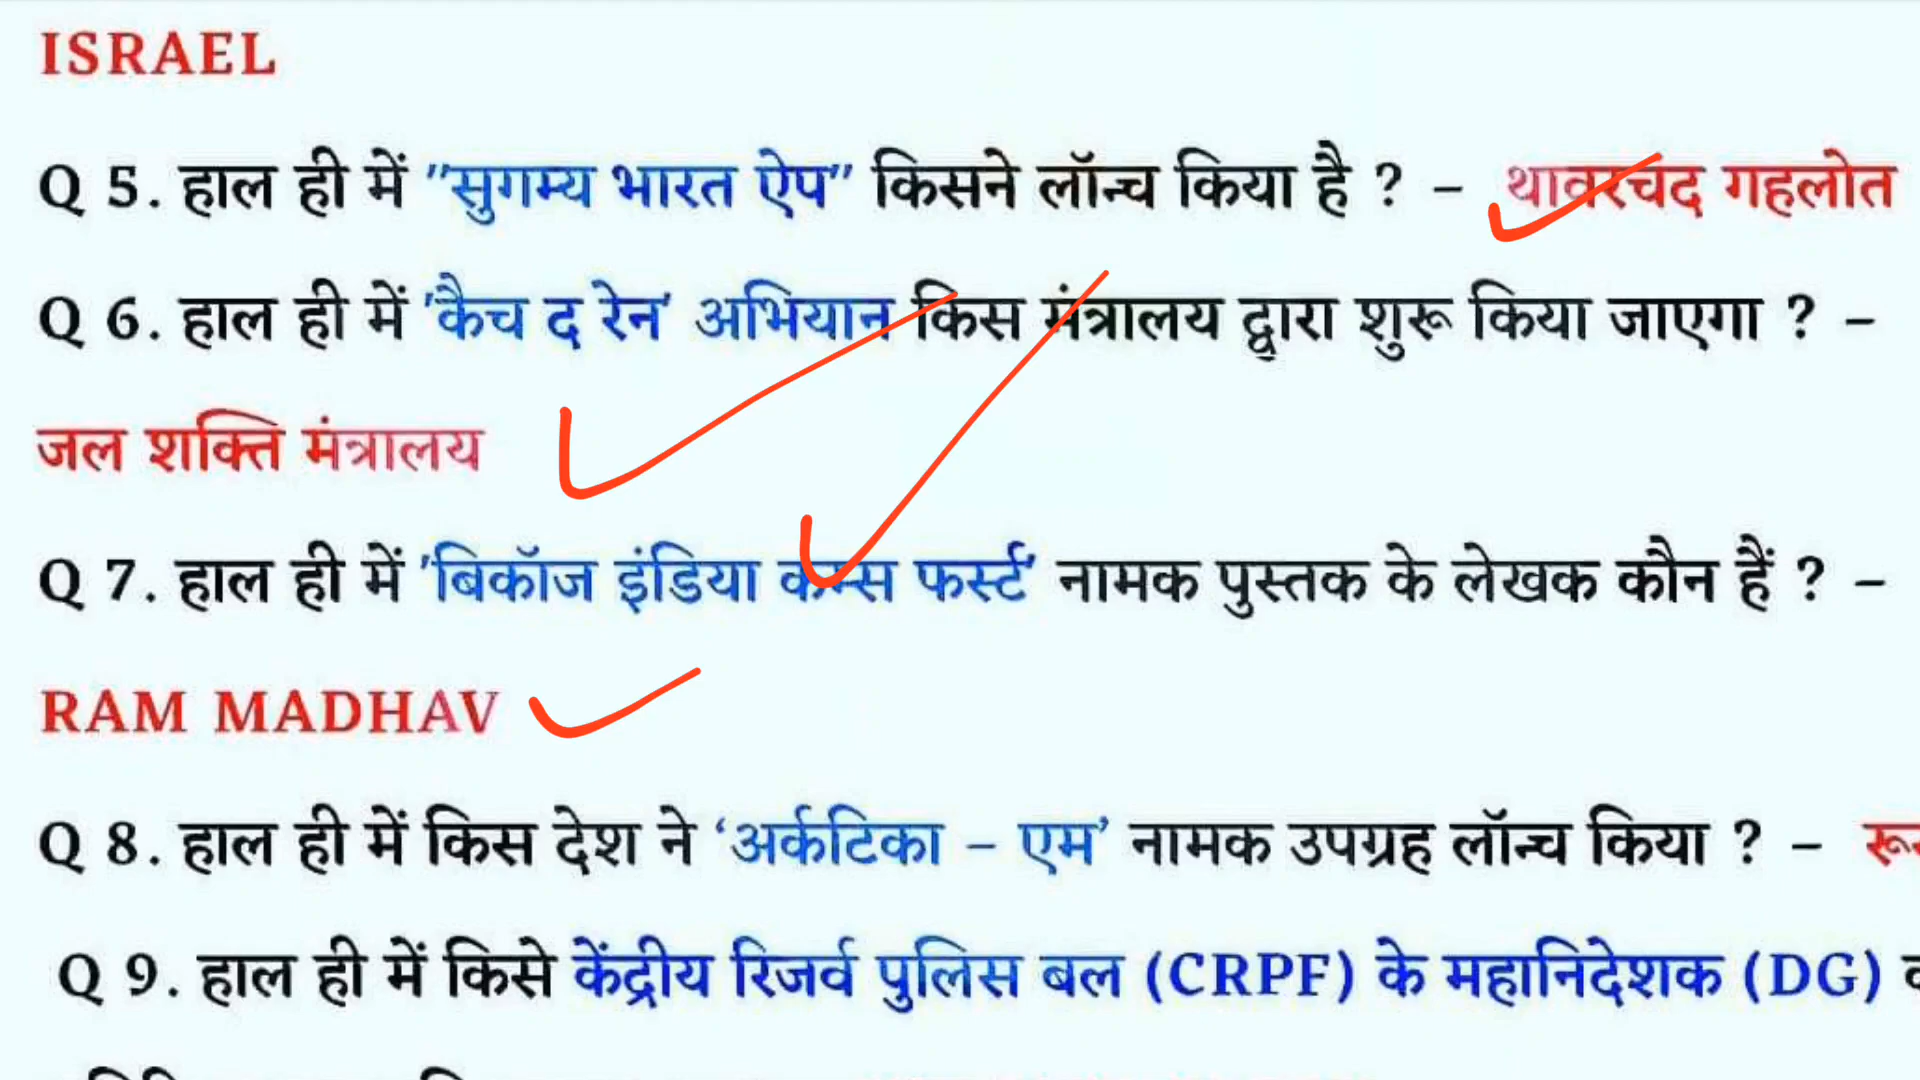 ISRAEL
Q 5. हाल ही में "सुगम्य भारत ऐप" किसने लॉन्च किया है ? – थावरचंद गहलोत
Q 6. हाल ही में 'कैच द रेन' अभियान किस मंत्रालय द्वारा शुरू किया जाएगा ? –
जल शक्ति मंत्रालय
Q 7. हाल ही में 'बिकॉज इंडिया कम्स फर्स्ट' नामक पुस्तक के लेखक कौन हैं ? –
RAM MADHAV
Q 8. हाल ही में किस देश ने ‘अर्कटिका – एम’ नामक उपग्रह लॉन्च किया ? –
Q 9. हाल ही में किसे केंद्रीय रिजर्व पुलिस बल (CRPF) के महानिदेशक (DG)